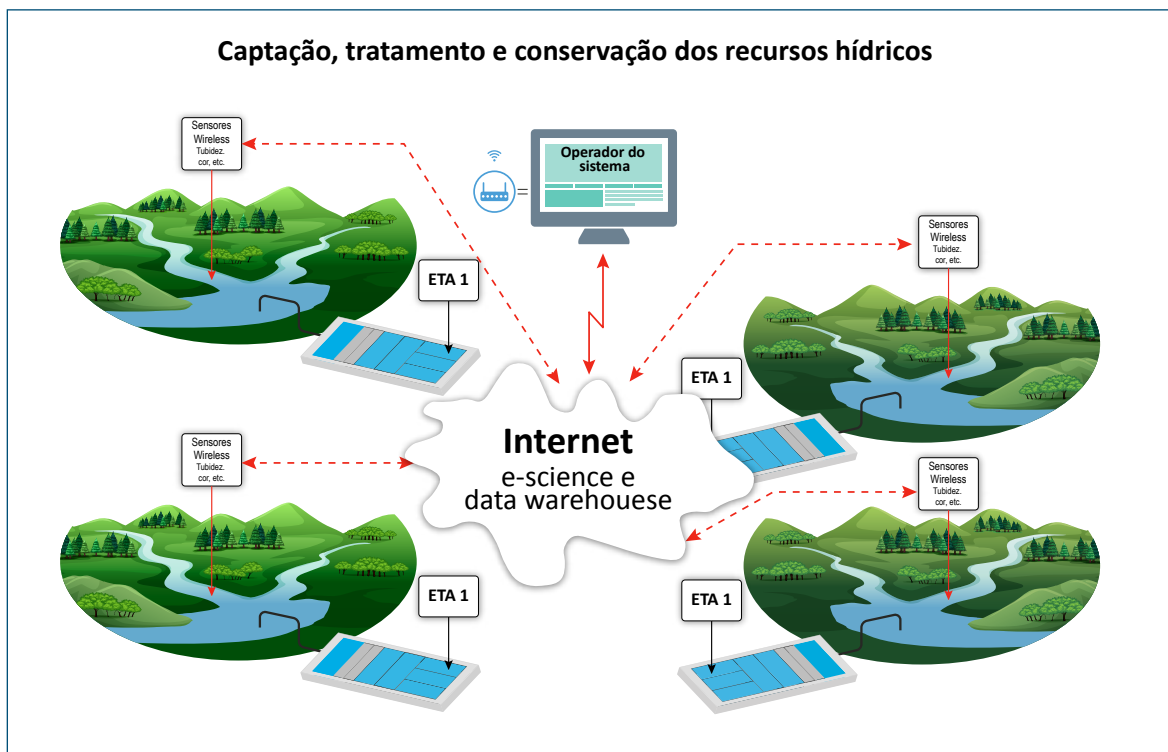 Captação, tratamento e conservação dos recursos hídricos
Sensores
Wireless
Tubidez.
cor, etc.
Operador do
sistema
=
Sensores
Wireless
Tubidez.
cor, etc.
ETA 1
ETA 1
Internet
e-science e
data warehouese
Sensores
Wireless
Tubidez.
cor, etc.
Sensores
Wireless
Tubidez.
cor, etc.
ETA 1
ETA 1